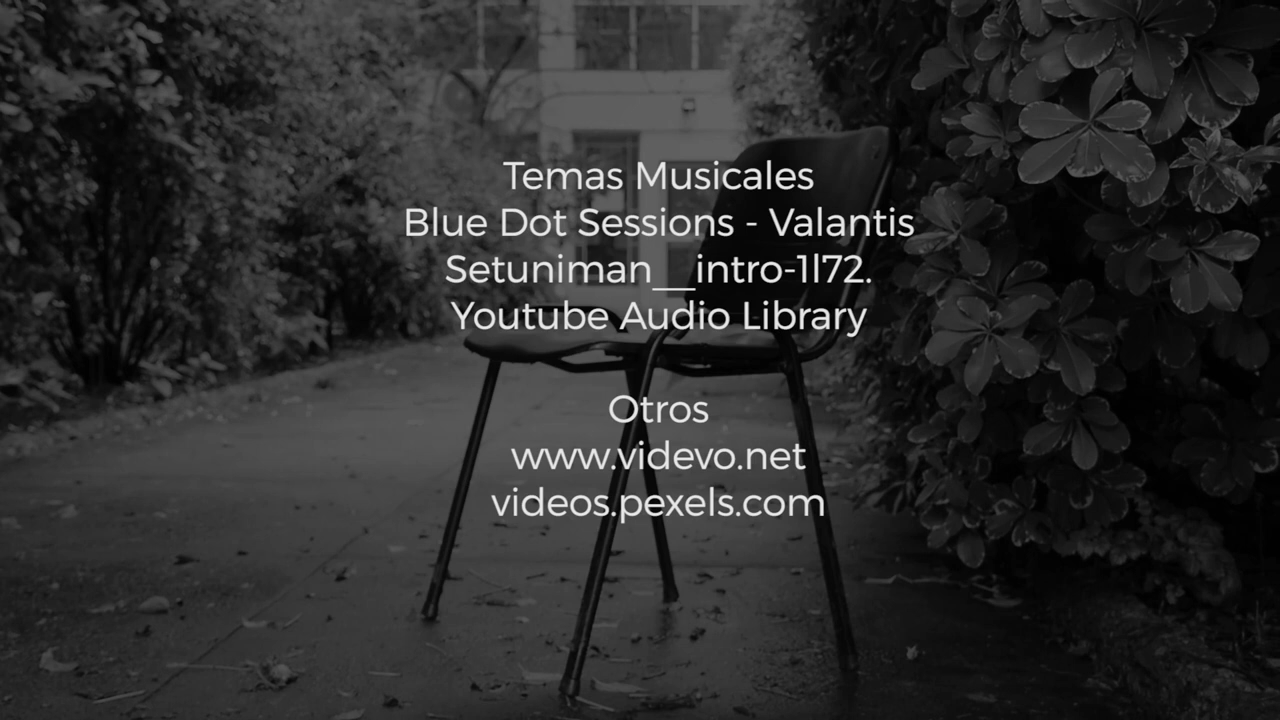 Temas Musicales
Blue Dot Sessions - Valantis
Setuniman__intro-1l72.
Youtube Audio Library
Otros
www.videvo.net
videos.pexels.com